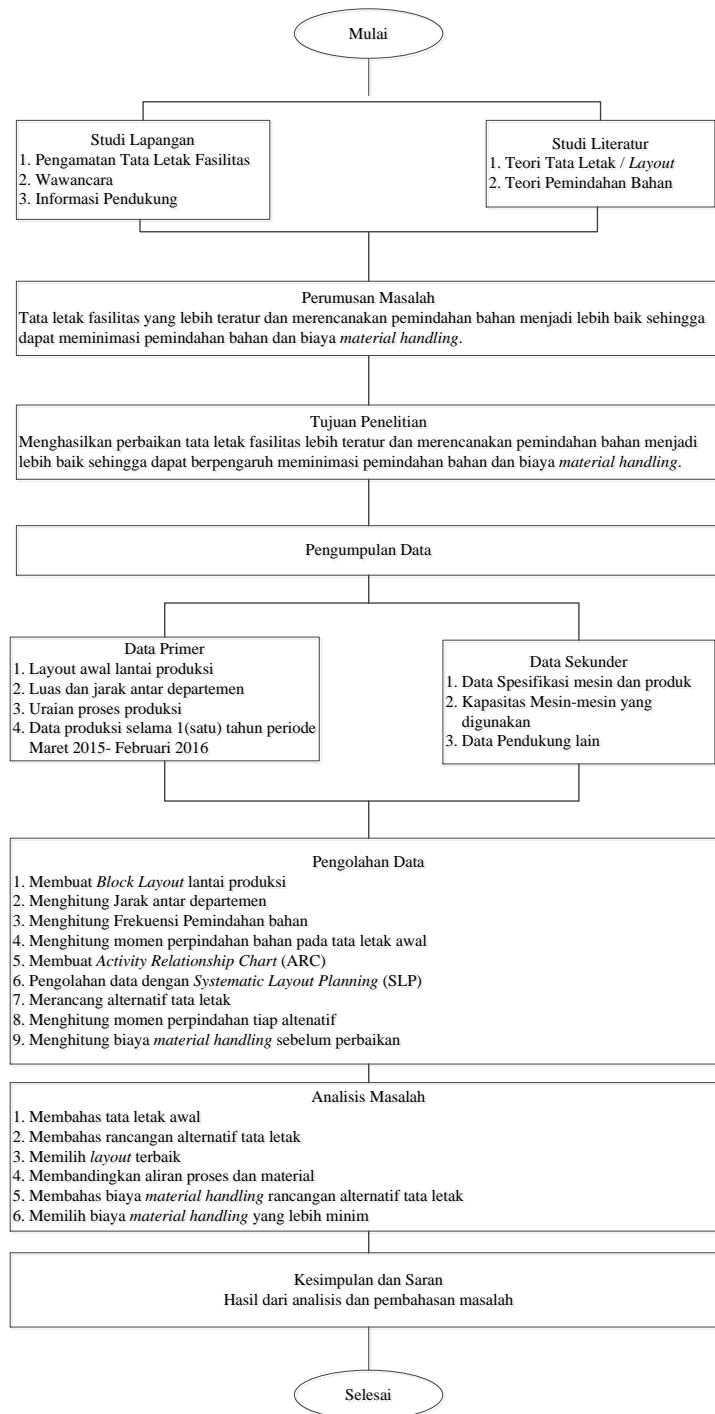 Mulai
Studi Lapangan
1. Pengamatan Tata Letak Fasilitas
2. Wawancara
3. Informasi Pendukung
Studi Literatur
1. Teori Tata Letak / Layout
2. Teori Pemindahan Bahan
Perumusan Masalah
Tata letak fasilitas yang lebih teratur dan merencanakan pemindahan bahan menjadi lebih baik sehingga
dapat meminimasi pemindahan bahan dan biaya material handling.
Tujuan Penelitian
Menghasilkan perbaikan tata letak fasilitas lebih teratur dan merencanakan pemindahan bahan menjadi
lebih baik sehingga dapat berpengaruh meminimasi pemindahan bahan dan biaya material handling.
Pengumpulan Data
Data Primer
1. Layout awal lantai produksi
2. Luas dan jarak antar departemen
3. Uraian proses produksi
4. Data produksi selama 1(satu) tahun periode
Maret 2015- Februari 2016
Data Sekunder
1. Data Spesifikasi mesin dan produk
2. Kapasitas Mesin-mesin yang
digunakan
3. Data Pendukung lain
Pengolahan Data
1. Membuat Block Layout lantai produksi
2. Menghitung Jarak antar departemen
3. Menghitung Frekuensi Pemindahan bahan
4. Menghitung momen perpindahan bahan pada tata letak awal
5. Membuat Activity Relationship Chart (ARC)
6. Pengolahan data dengan Systematic Layout Planning (SLP)
7. Merancang alternatif tata letak
8. Menghitung momen perpindahan tiap altenatif
9. Menghitung biaya material handling sebelum perbaikan
Analisis Masalah
1. Membahas tata letak awal
2. Membahas rancangan alternatif tata letak
3. Memilih layout terbaik
4. Membandingkan aliran proses dan material
5. Membahas biaya material handling rancangan alternatif tata letak
6. Memilih biaya material handling yang lebih minim
Kesimpulan dan Saran
Hasil dari analisis dan pembahasan masalah
Selesai